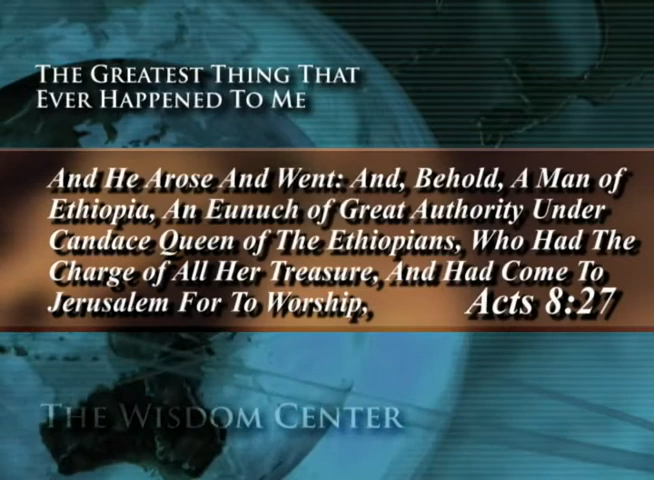 The Greatest Thing That
Ever Happened To Me
And He Arose And Went: And, Behold, A Man of
Ethiopia, An Eunuch of Great Authority Under
Candace Queen of The Ethiopians, Who Had The
Charge of All Her Treasure, And Had Come To
Jerusalem For To Worship, Acts 8:27
The Wisdom Center